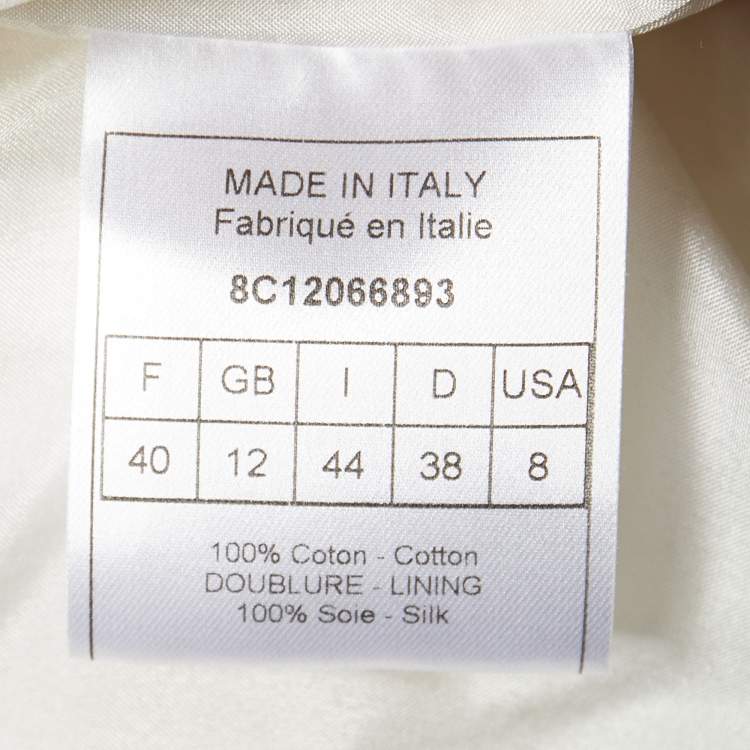 MADE IN ITALY
Fabriqué en Italie
8C12066893
F GB I D USA
40 12 44 38 8
100% Coton - Cotton
DOUBLURE - LINING
100% Soie - Silk